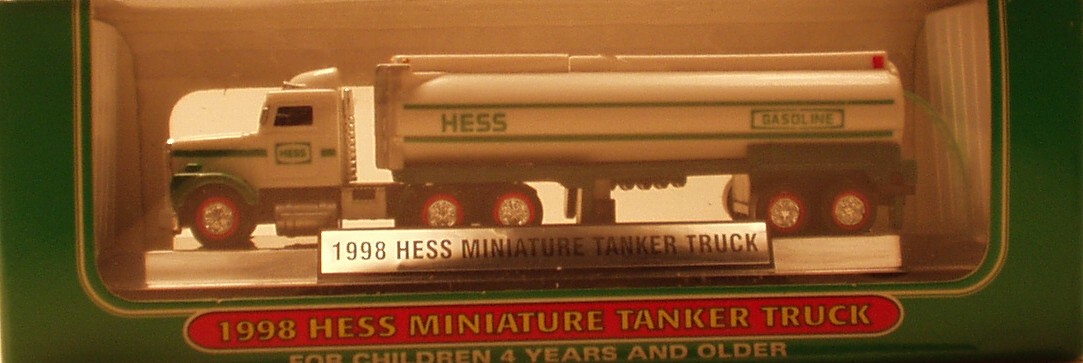 HESS
GASOLINE
HESS
1998 HESS MINIATURE TANKER TRUCK
1998 HESS MINIATURE TANKER TRUCK
FOR CHILDREN 4 YEARS AND OLDER